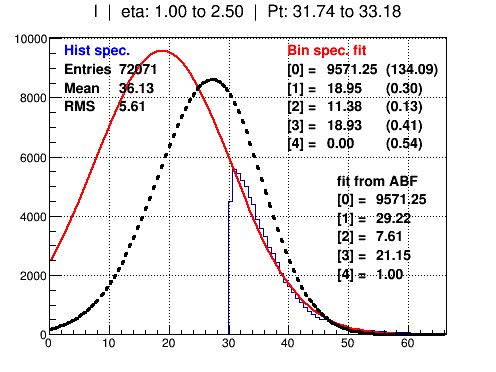 I | eta: 1.00 to 2.50 | Pt: 31.74 to 33.18
Hist spec.
Entries 72071
Mean 36.13
RMS 5.61
Bin spec. fit
[0] = 9571.25 (134.09)
[1] = 18.95 (0.30)
[2] = 11.38 (0.13)
[3] = 18.93 (0.41)
[4] = 0.00 (0.54)
fit from ABF
[0] = 9571.25
[1] = 29.22
[2] = 7.61
[3] = 21.15
[4] = 1.00
10000
8000
6000
4000
2000
0
0 10 20 30 40 50 60